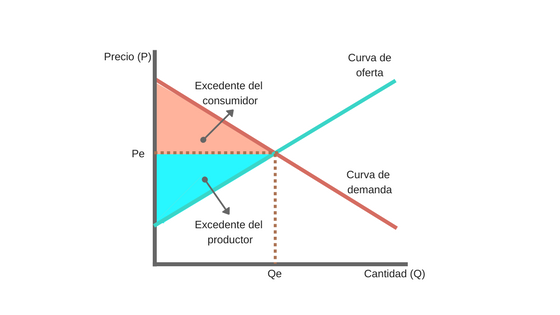 Precio (P)
Curva de
oferta
Excedente del
consumidor
Pe
Curva de
demanda
Excedente del
productor
Qe
Cantidad (Q)